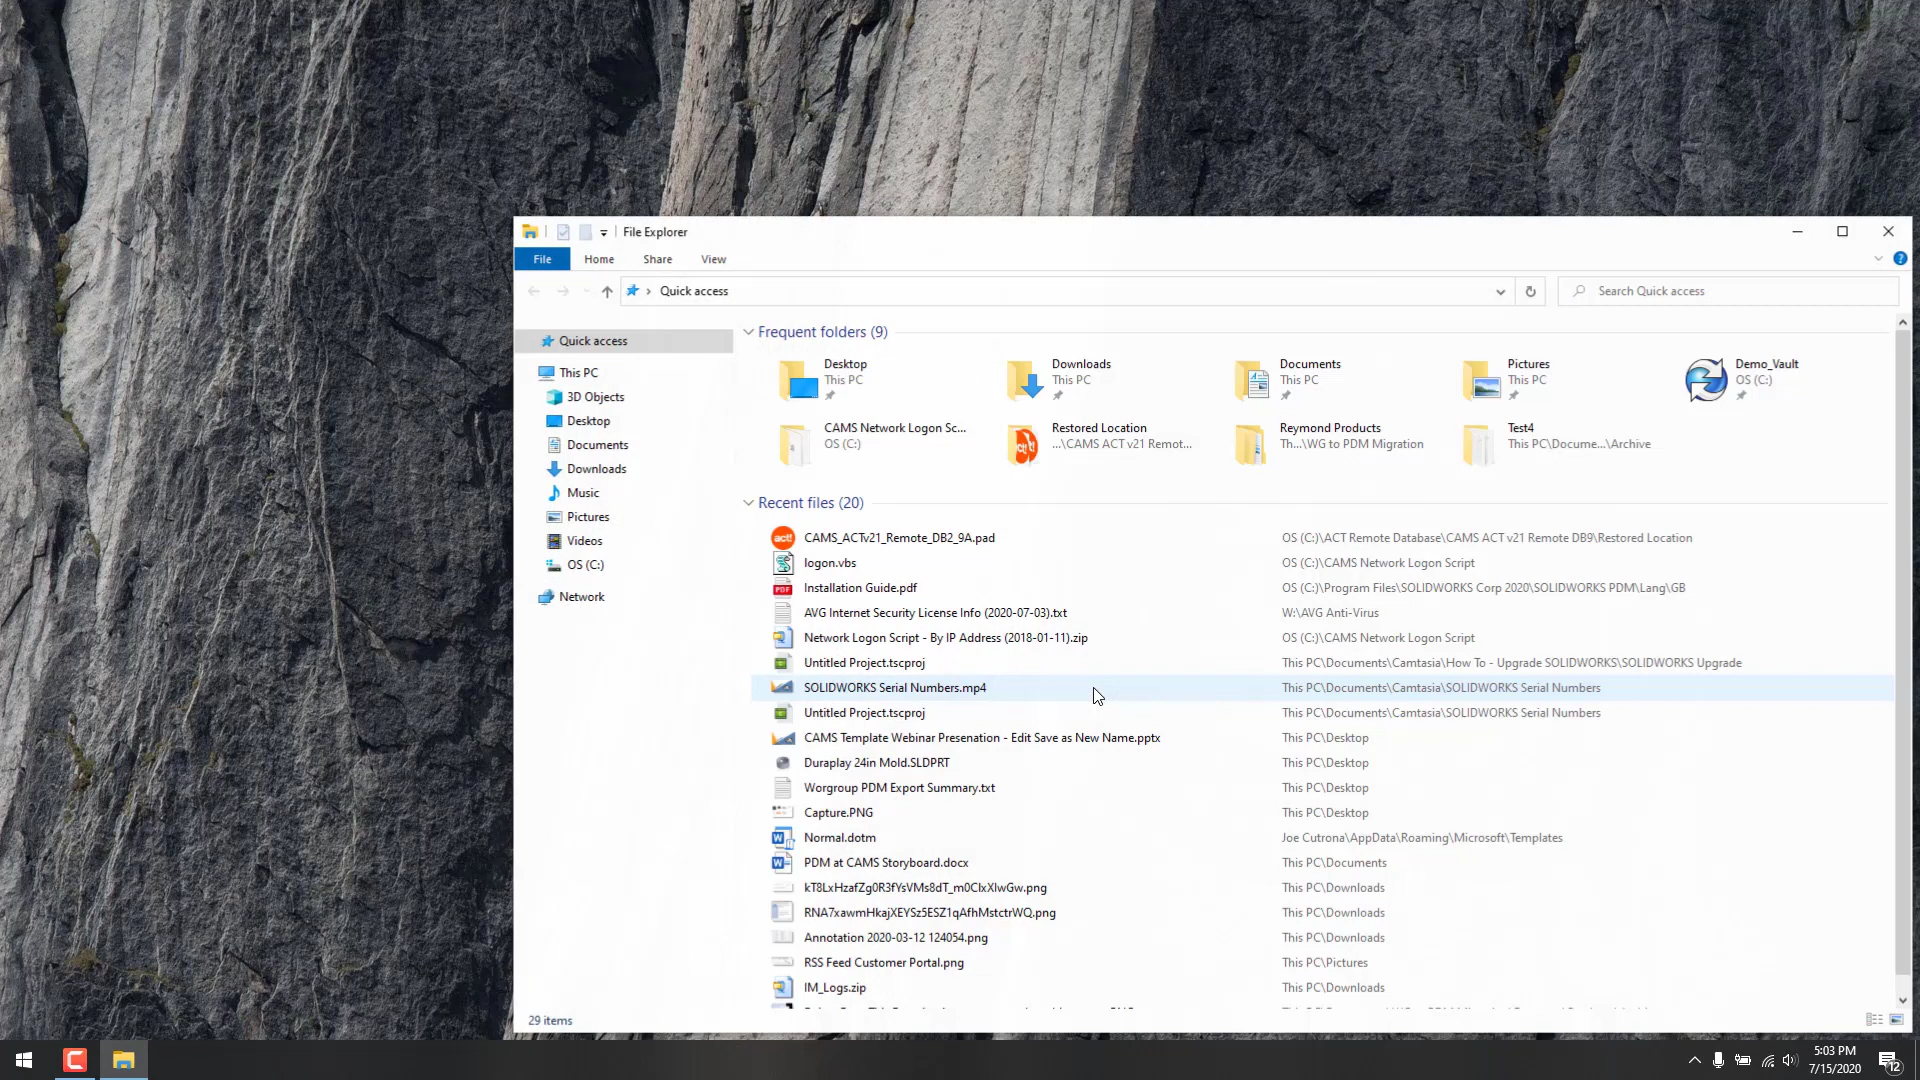 File Explorer
File Home Share View
Quick access
Search Quick access
Quick access
This PC
3D Objects
Desktop
Documents
Downloads
Music
Pictures
Videos
OS (C:)
Network
Frequent folders (9)
Desktop
This PC
Downloads
This PC
Documents
This PC
Pictures
This PC
Demo_Vault
OS (C:)
CAMS Network Logon Sc...
OS (C:)
Restored Location
...\CAMS ACT v21 Remot...
Reymond Products
Th...\WG to PDM Migration
Test4
This PC\Docume...\Archive
Recent files (20)
CAMS_ACTv21_Remote_DB2_9A.pad OS (C:)\ACT Remote Database\CAMS ACT v21 Remote DB9\Restored Location
logon.vbs OS (C:)\CAMS Network Logon Script
Installation Guide.pdf OS (C:)\Program Files\SOLIDWORKS Corp 2020\SOLIDWORKS PDM\Lang\GB
AVG Internet Security License Info (2020-07-03).txt W:\AVG Anti-Virus
Network Logon Script - By IP Address (2018-01-11).zip OS (C:)\CAMS Network Logon Script
Untitled Project.tscproj This PC\Documents\Camtasia\How To - Upgrade SOLIDWORKS\SOLIDWORKS Upgrade
SOLIDWORKS Serial Numbers.mp4 This PC\Documents\Camtasia\SOLIDWORKS Serial Numbers
Untitled Project.tscproj This PC\Documents\Camtasia\SOLIDWORKS Serial Numbers
CAMS Template Webinar Presenation - Edit Save as New Name.pptx This PC\Desktop
Duraplay 24in Mold.SLDPRT This PC\Desktop
Worgroup PDM Export Summary.txt This PC\Desktop
Capture.PNG This PC\Desktop
Normal.dotm Joe Cutrona\AppData\Roaming\Microsoft\Templates
PDM at CAMS Storyboard.docx This PC\Documents
kT8LxHzafZg0R3fYsVMs8dT_m0CIxXlwGw.png This PC\Downloads
RNA7xawmHkajXEYSz5ESZ1qAfhMstctrWQ.png This PC\Downloads
Annotation 2020-03-12 124054.png This PC\Downloads
RSS Feed Customer Portal.png This PC\Pictures
IM_Logs.zip This PC\Downloads
29 items
5:03 PM
7/15/2020
12